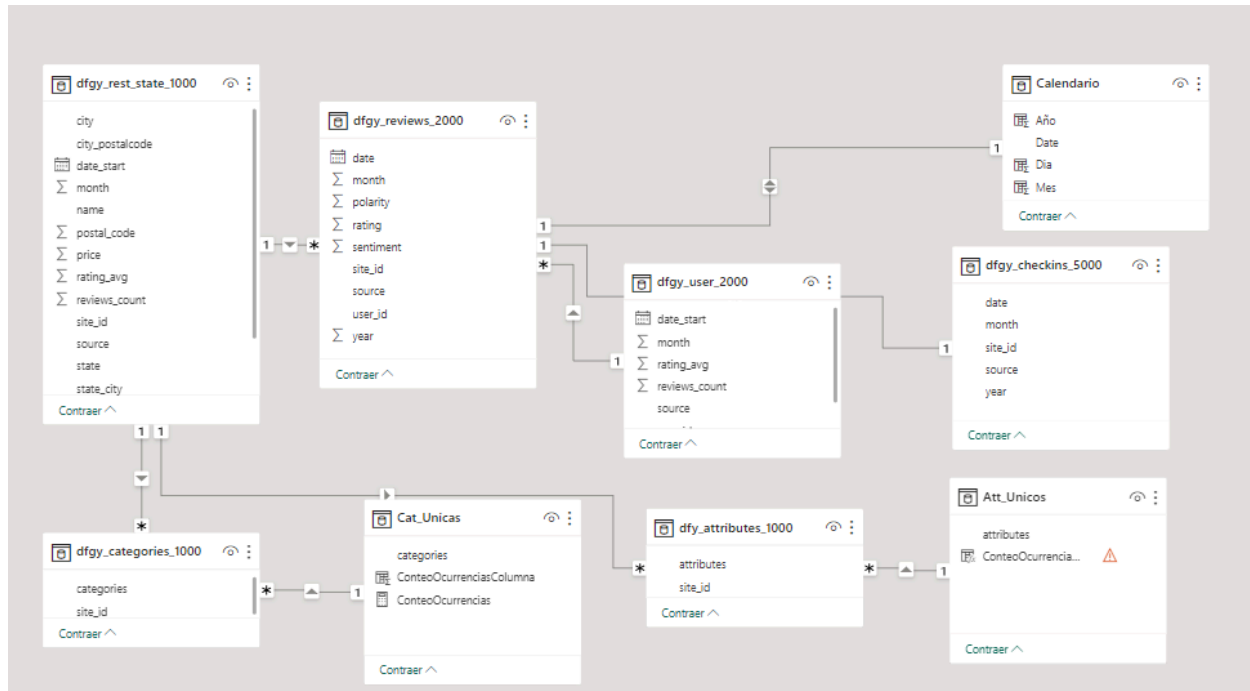 dfgy_rest_state_1000
city
city_postalcode
date_start
month
name
postal_code
price
rating_avg
reviews_count
site_id
source
state
state_city
Contraer
1
*
1
1
dfgy_reviews_2000
date
month
polarity
rating
sentiment
site_id
source
user_id
year
Contraer
1
1
*
Calendario
Año
Date
Dia
Mes
Contraer
1
dfgy_user_2000
date_start
month
rating_avg
reviews_count
source
Contraer
1
dfgy_checkins_5000
date
month
site_id
source
year
Contraer
1
dfgy_categories_1000
categories
site_id
Contraer
*
*
1
Cat_Unicas
categories
ConteoOcurrenciasColumna
ConteoOcurrencias
Contraer
dfy_attributes_1000
attributes
site_id
Contraer
*
*
1
Att_Unicos
attributes
ConteoOcurrencia...
Contraer